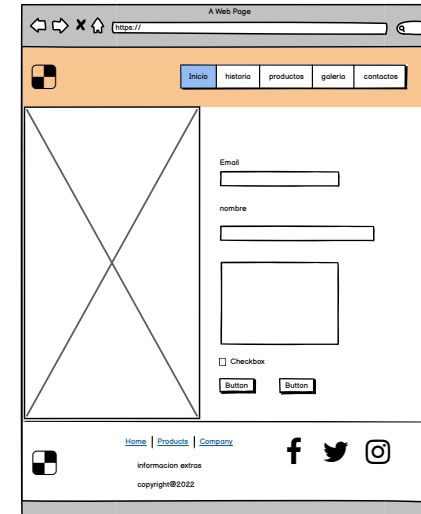 A Web Page
https://
Inicio historia productos galeria contactos
Email
nombre
Checkbox
Button Button
Home Products Company
informacion extras
copyright@2022